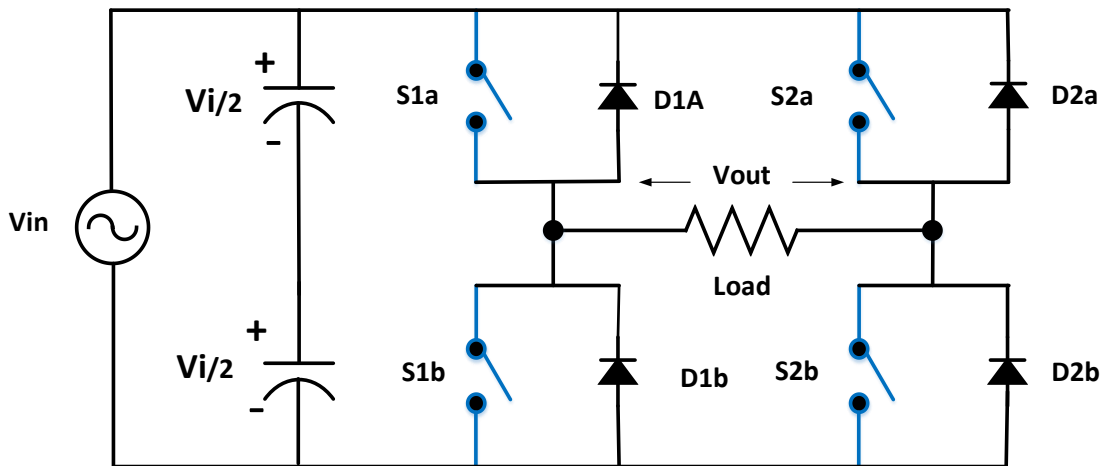 +
Vi/2
-
S1a
D1A
S2a
D2a
Vout
Vin
Load
+
Vi/2
-
S1b
D1b
S2b
D2b